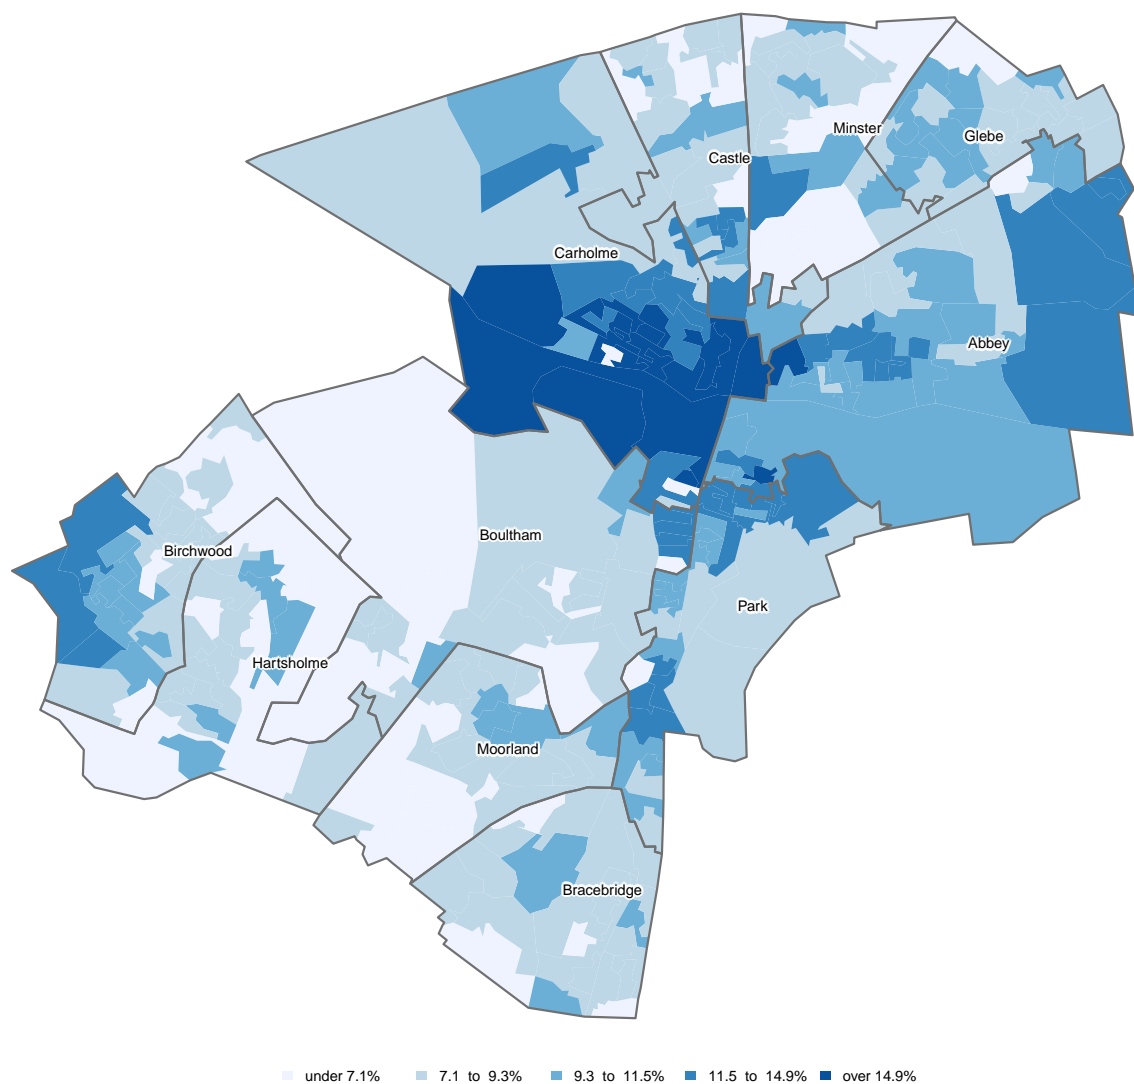 Minster
Glebe
Castle
Carholme
Abbey
Boultham
Birchwood
Park
Hartsholme
Moorland
Bracebridge
under 7.1% 7.1 to 9.3% 9.3 to 11.5% 11.5 to 14.9% over 14.9%